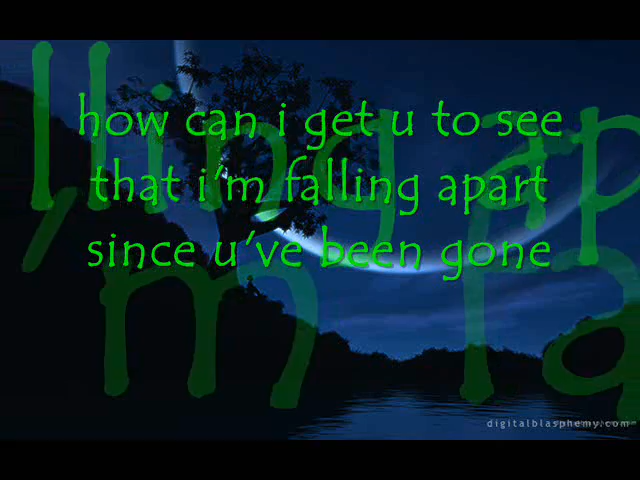 how can i get u to see
that i'm falling apart
since u've been gone
digitalblasphemy.com